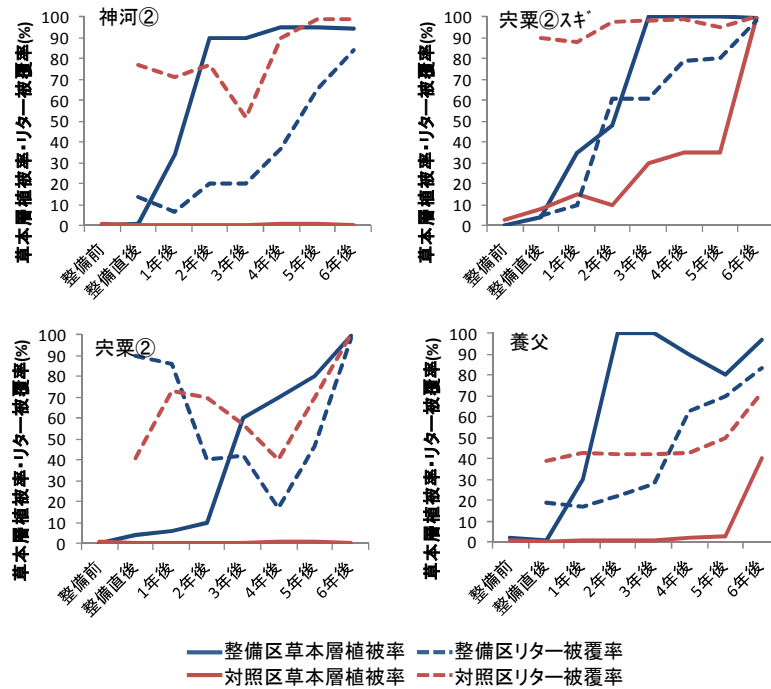 神河②
草本層植被率・リター被覆率(%)
100
90
80
70
60
50
40
30
20
10
0
整備前
整備直後
1年後
2年後
3年後
4年後
5年後
6年後
宍粟②スギ
草本層植被率・リター被覆率(%)
100
90
80
70
60
50
40
30
20
10
0
整備前
整備直後
1年後
2年後
3年後
4年後
5年後
6年後
宍粟②
草本層植被率・リター被覆率(%)
100
90
80
70
60
50
40
30
20
10
0
整備前
整備直後
1年後
2年後
3年後
4年後
5年後
6年後
養父
草本層植被率・リター被覆率(%)
100
90
80
70
60
50
40
30
20
10
0
整備前
整備直後
1年後
2年後
3年後
4年後
5年後
6年後
整備区草本層植被率 整備区リター被覆率
対照区草本層植被率 対照区リター被覆率